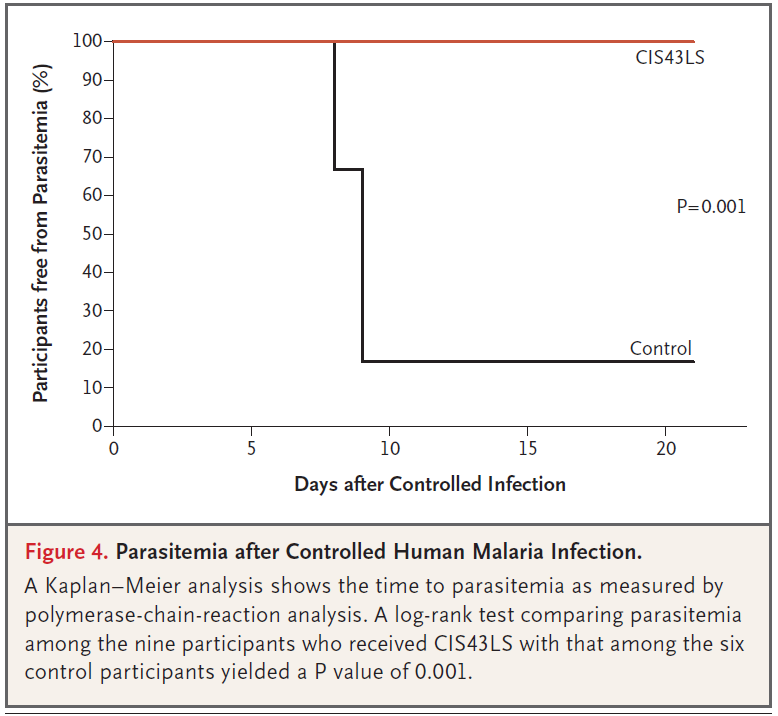 100
CIS43LS
90
80
70
60
P=0.001
50
40
30
20
Control
10
0
0 5 10 15 20
Participants free from Parasitemia (%)
Days after Controlled Infection
Figure 4. Parasitemia after Controlled Human Malaria Infection.
A Kaplan–Meier analysis shows the time to parasitemia as measured by
polymerase-chain-reaction analysis. A log-rank test comparing parasitemia
among the nine participants who received CIS43LS with that among the six
control participants yielded a P value of 0.001.